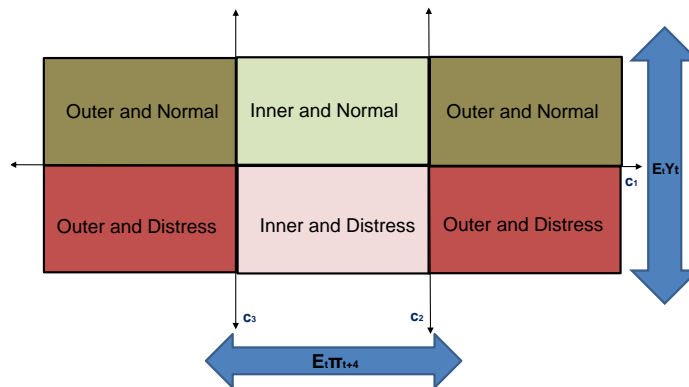 Outer and Normal
Inner and Normal
Outer and Normal
EtYt
c1
Outer and Distress
Inner and Distress
Outer and Distress
c3
c2
Etπt+4